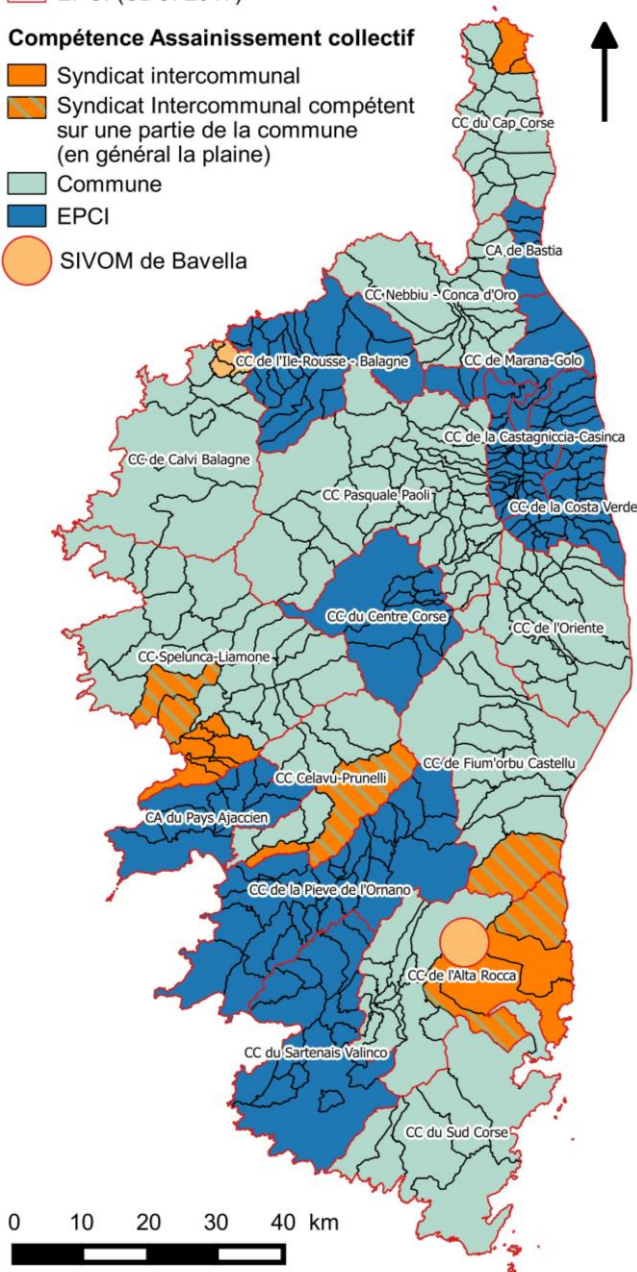 Compétence Assainissement collectif
Syndicat intercommunal
Syndicat Intercommunal compétent
sur une partie de la commune
(en général la plaine)
Commune
EPCI
SIVOM de Bavella
CC du Cap Corse
CA de Bastia
CC Nebbiu - Conca d'Oro
CC de l'Ile-Rousse - Balagne
CC de Marana-Golo
CC de la Castagniccia-Casinca
CC de Calvi Balagne
CC Pasquale Paoli
CC de la Costa Verde
CC du Centre Corse
CC de l'Oriente
CC Spelunca-Liamone
CC de Fium'orbu Castellu
CC Celavu-Prunelli
CA du Pays Ajaccien
CC de la Pieve de l'Ornano
CC de l'Alta Rocca
CC du Sartenais Valinco
CC du Sud Corse
0 10 20 30 40 km